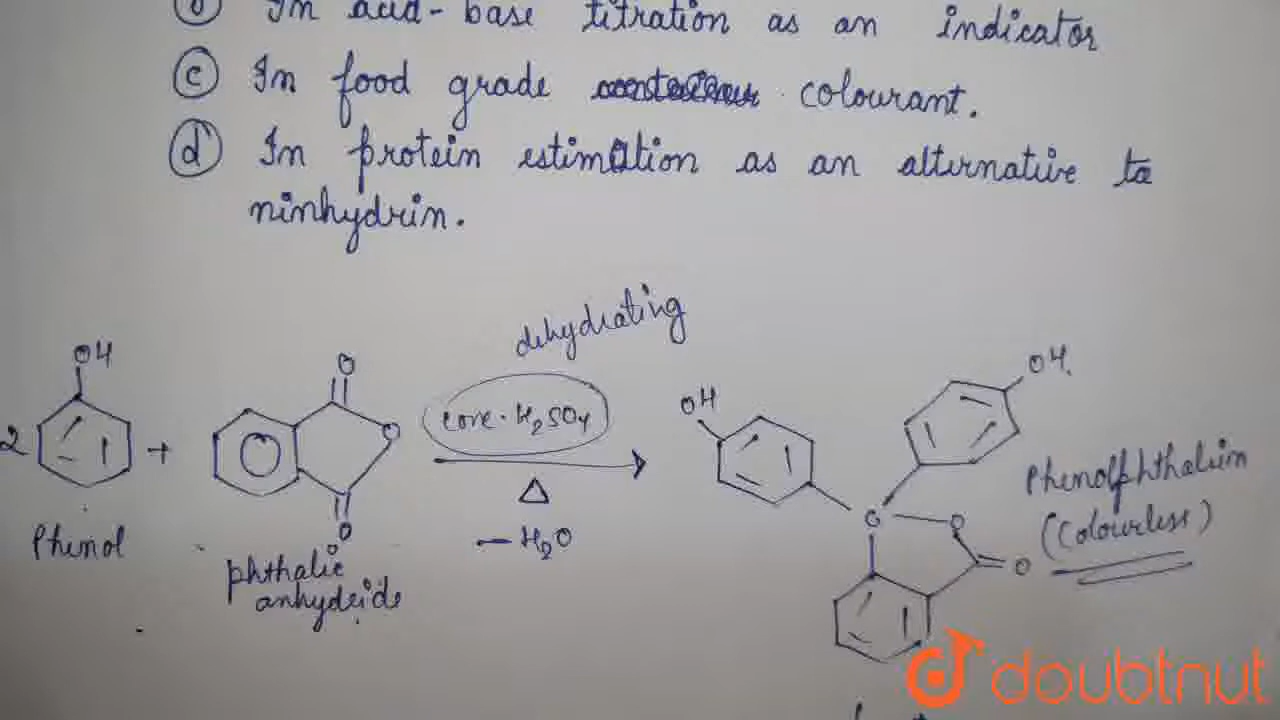 (b) In acid-base titration as an indicator
(c) In food grade colourant.
(d) In protein estimation as an alternative to
ninhydrin.
dehydrating
OH
O
conc. H2SO4
OH
OH
2
+
O
Δ
- H2O
C
O
O
O
Phenol
phthalic
anhydride
Phenolphthalein
(Colourless)
doubtnut